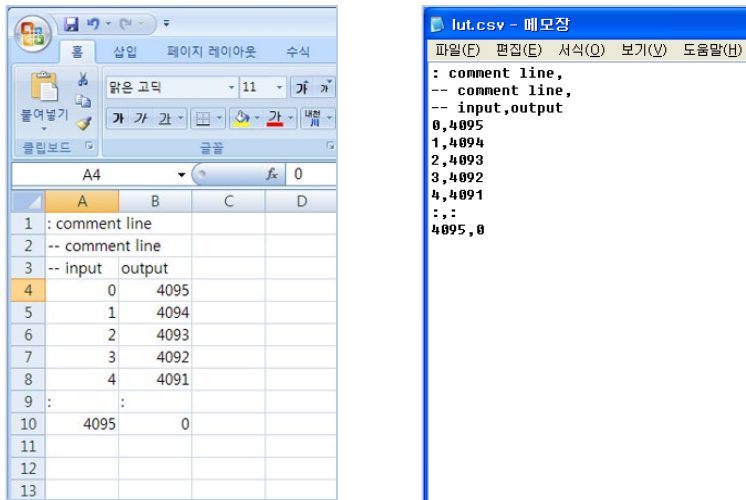 홈 삽입 페이지 레이아웃 수식
붙여넣기
맑은 고딕 11
가 가 가 가 내천
클립보드 글꼴
A4 fx 0
A B C D
1 : comment line
2 -- comment line
3 -- input output
4 0 4095
5 1 4094
6 2 4093
7 3 4092
8 4 4091
9 : :
10 4095 0
11
12
13
lut.csv - 메모장
파일(F) 편집(E) 서식(O) 보기(V) 도움말(H)
: comment line,
-- comment line,
-- input,output
0,4095
1,4094
2,4093
3,4092
4,4091
:,:
4095,0